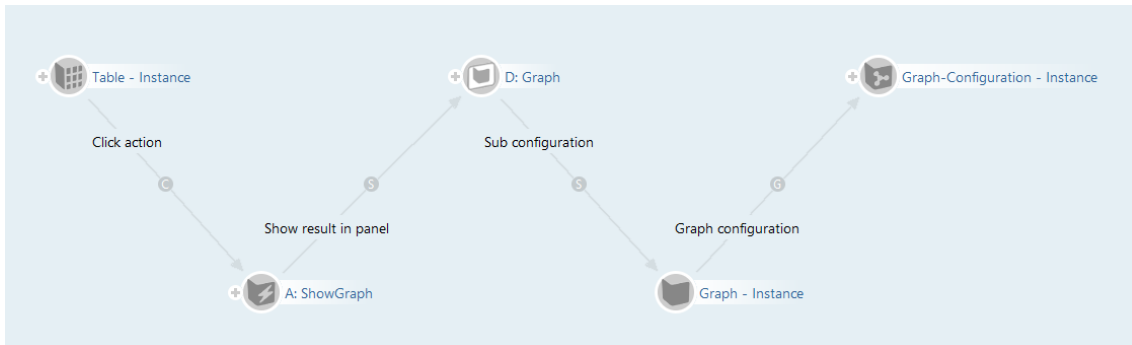 Table - Instance
D: Graph
Graph-Configuration - Instance
Click action
Sub configuration
C
S
S
G
Show result in panel
Graph configuration
A: ShowGraph
Graph - Instance